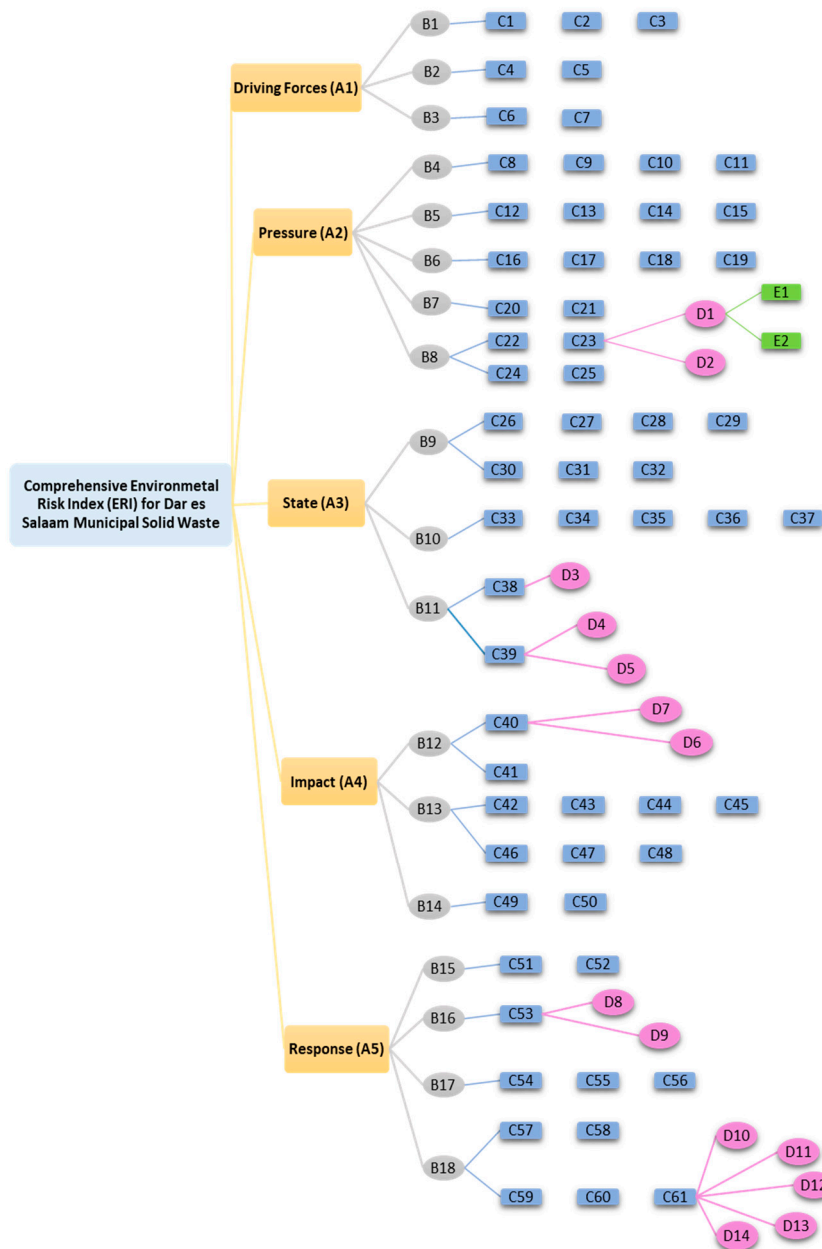 B1 C1 C2 C3
Driving Forces (A1)
B2 C4 C5
B3 C6 C7
B4 C8 C9 C10 C11
Pressure (A2)
B5 C12 C13 C14 C15
B6 C16 C17 C18 C19
B7 C20 C21
D1 E1
B8 C22 C23
E2
D2
C24 C25
B9 C26 C27 C28 C29
C30 C31 C32
Comprehensive Environmetal
Risk Index (ERI) for Dar es
Salaam Municipal Solid Waste
State (A3)
B10 C33 C34 C35 C36 C37
B11 C38 D3
D4
C39
D5
D7
B12 C40
D6
C41
Impact (A4)
B13 C42 C43 C44 C45
C46 C47 C48
B14 C49 C50
B15 C51 C52
D8
B16 C53
D9
Response (A5)
B17 C54 C55 C56
C57 C58
D10
D11
B18
D12
C59 C60 C61
D13
D14